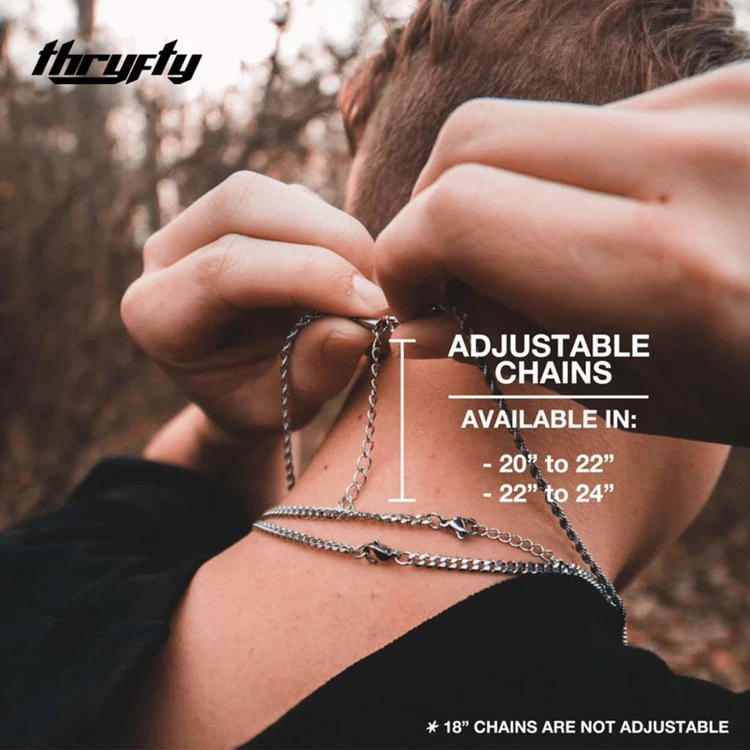 thryfty
ADJUSTABLE
CHAINS
AVAILABLE IN:
- 20” to 22”
- 22” to 24”
* 18” CHAINS ARE NOT ADJUSTABLE